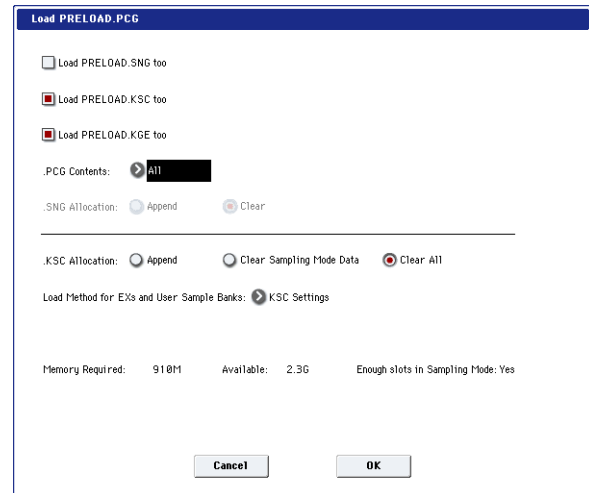 Load PRELOAD.PCG
Load PRELOAD.SNG too
Load PRELOAD.KSC too
Load PRELOAD.KGE too
.PCG Contents: All
.SNG Allocation: Append Clear
.KSC Allocation: Append Clear Sampling Mode Data Clear All
Load Method for EXs and User Sample Banks: KSC Settings
Memory Required: 910M Available: 2.3G Enough slots in Sampling Mode: Yes
Cancel OK